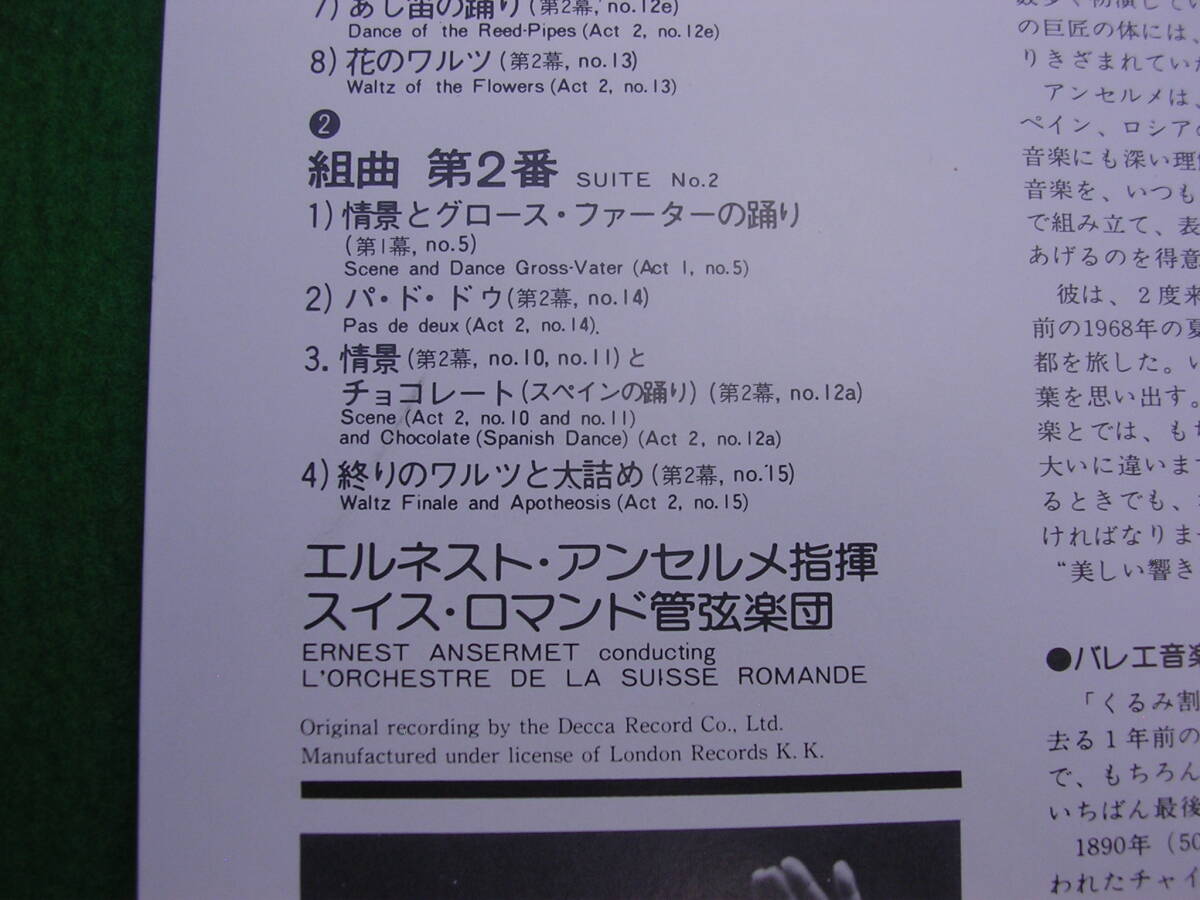 7) あし笛の踊り (第2幕, no.12e)
Dance of the Reed-Pipes (Act 2, no.12e)
8) 花のワルツ (第2幕, no.13)
Waltz of the Flowers (Act 2, no.13)
2
組曲 第2番 SUITE No.2
1) 情景とグロース・ファーターの踊り
(第1幕, no.5)
Scene and Dance Gross-Vater (Act 1, no.5)
2) パ・ド・ドゥ (第2幕, no.14)
Pas de deux (Act 2, no.14).
3. 情景 (第2幕, no.10, no.11) と
チョコレート (スペインの踊り) (第2幕, no.12a)
Scene (Act 2, no.10 and no.11)
and Chocolate (Spanish Dance) (Act 2, no.12a)
4) 終りのワルツと大詰め (第2幕, no.15)
Waltz Finale and Apotheosis (Act 2, no.15)
エルネスト・アンセルメ指揮
スイス・ロマンド管弦楽団
ERNEST ANSERMET conducting
L'ORCHESTRE DE LA SUISSE ROMANDE
Original recording by the Decca Record Co., Ltd.
Manufactured under license of London Records K. K.
の巨匠の体には、
りきざまれてい
アンセルメは、
ペイン、ロシア
音楽にも深い理
音楽を、いつも
で組み立て、表
あげるのを得意
彼は、2度来
前の1968年の夏
都を旅した。い
葉を思い出す。
楽とでは、も
大いに違いま
るときでも、
ければなりま
“美しい響き
●バレエ音楽
「くるみ割
去る1年前の
で、もちろん
いちばん最後
1890年 (50
われたチャイ